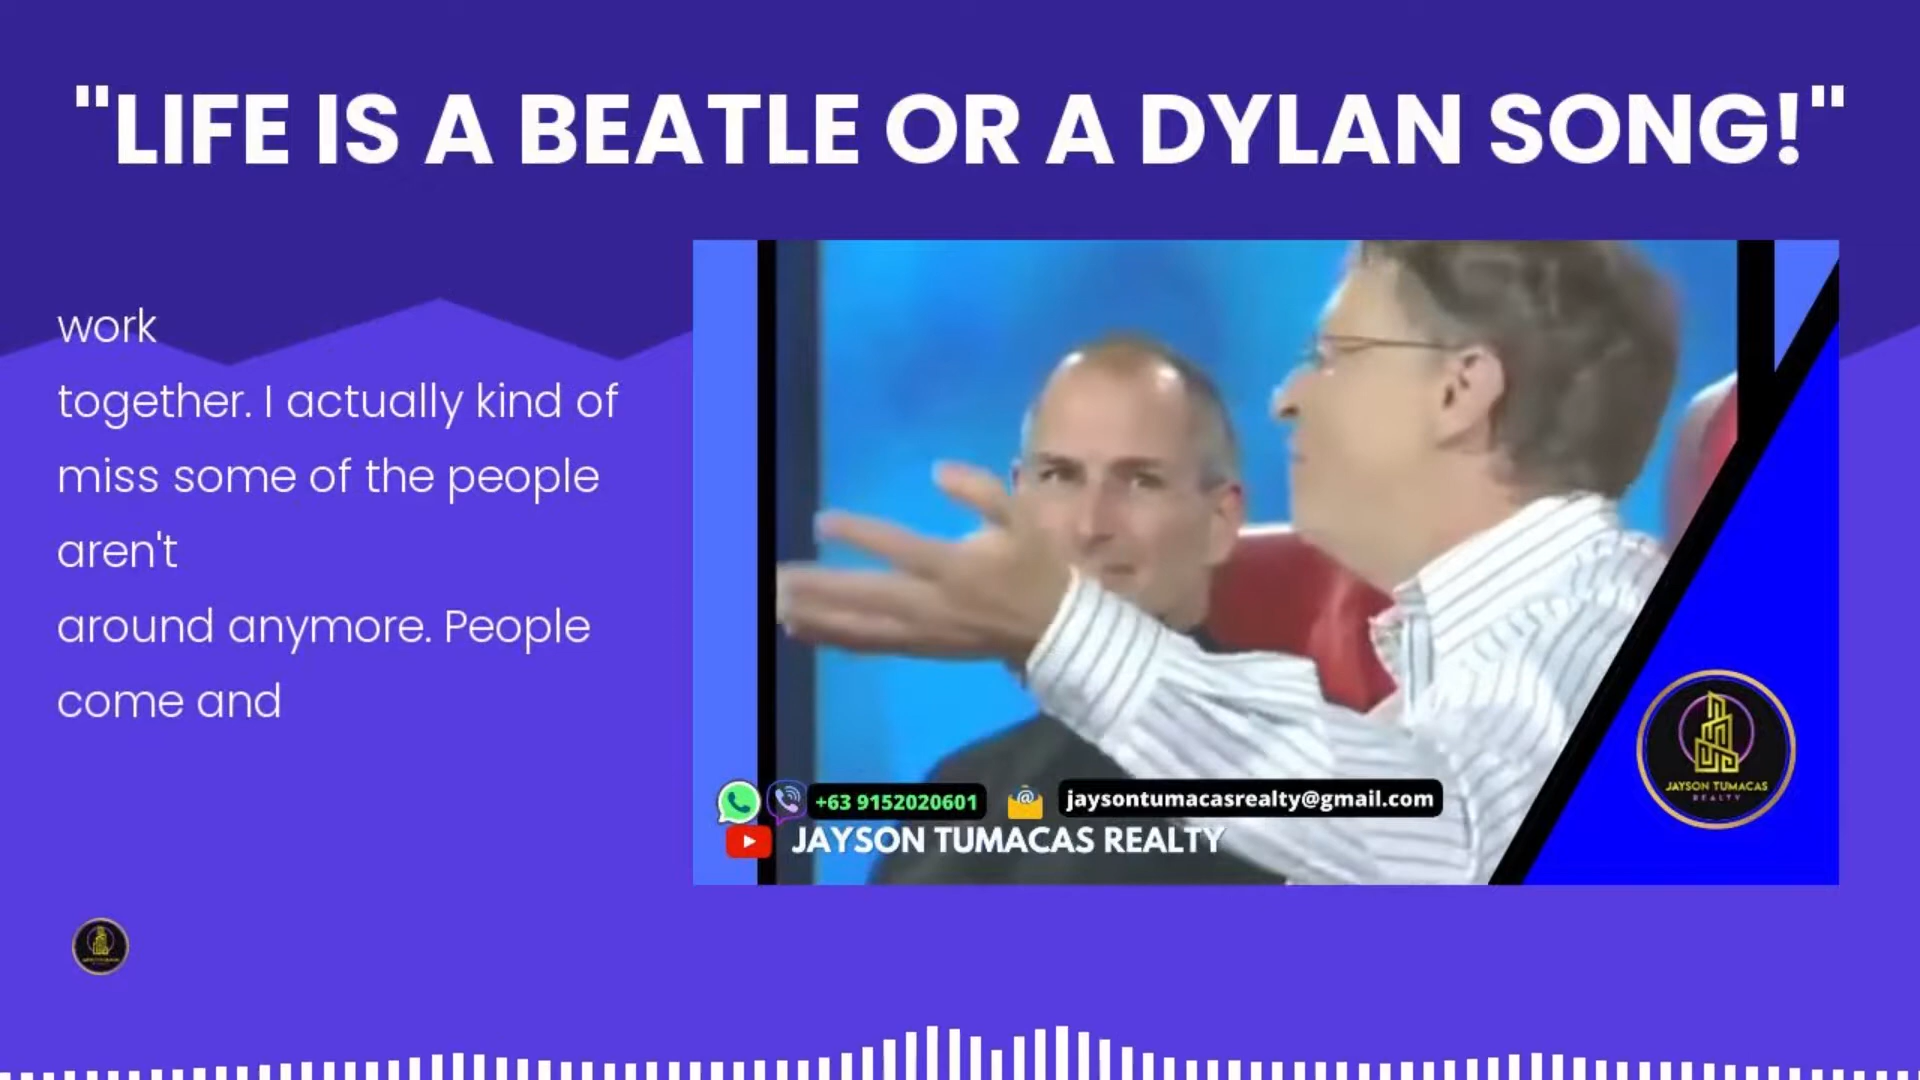 "LIFE IS A BEATLE OR A DYLAN SONG!"
work
together. I actually kind of
miss some of the people
aren't
around anymore. People
come and
+63 9152020601
jaysontumacasrealty@gmail.com
JAYSON TUMACAS REALTY
JAYSON TUMACAS
REALTY